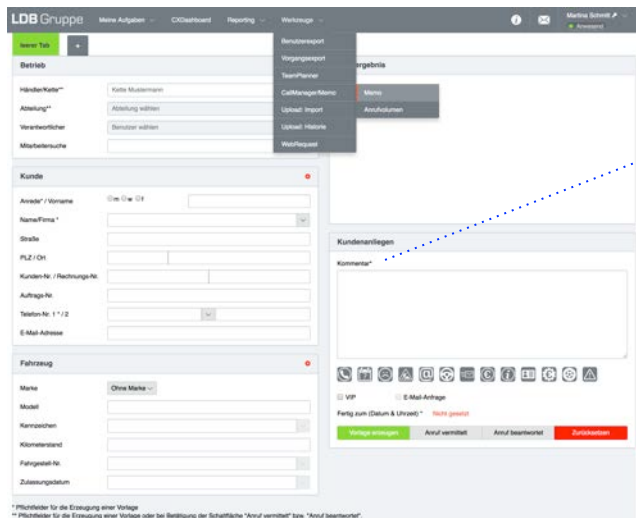 LDB Gruppe
Meine Aufgaben
CXDashboard
Reporting
Werkzeuge
Martina Schmitt
Anwesend
leerer Tab
+
Benutzerexport
Vorgangsexport
TeamPlanner
CallManager/Memo
Upload: Import
Upload: Historie
WebRequest
Memo
Anrufvolumen
Betrieb
ergebnis
Händler/Kette**
Kette Mustermann
Abteilung**
Abteilung wählen
Verantwortlicher
Benutzer wählen
Mitarbeitersuche
Kunde
Anrede* / Vorname
m w f
Name/Firma *
Straße
PLZ / Ort
Kunden-Nr. / Rechnungs-Nr.
Auftrags-Nr.
Telefon-Nr. 1 * / 2
E-Mail-Adresse
Fahrzeug
Marke
Ohne Marke
Modell
Kennzeichen
Kilometerstand
Fahrgestell-Nr.
Zulassungsdatum
Kundenanliegen
Kommentar*
VIP
E-Mail-Anfrage
Fertig zum (Datum & Uhrzeit) * Nicht gesetzt
Vorlage erzeugen
Anruf vermittelt
Anruf beantwortet
Zurücksetzen
* Pflichtfelder für die Erzeugung einer Vorlage
** Pflichtfelder für die Erzeugung einer Vorlage oder bei Betätigung der Schaltfläche "Anruf vermittelt" bzw. "Anruf beantwortet".